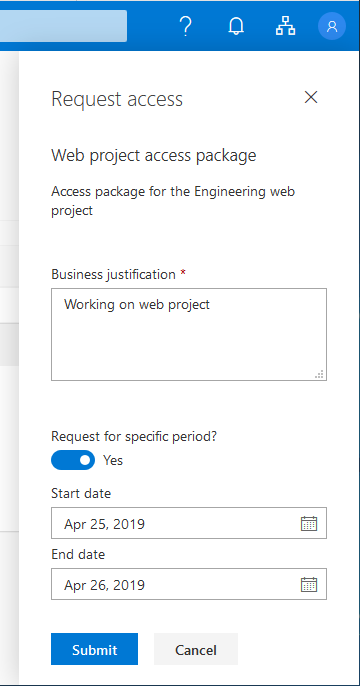 ?
Request access
Web project access package
Access package for the Engineering web
project
Business justification *
Working on web project
Request for specific period?
Yes
Start date
Apr 25, 2019
End date
Apr 26, 2019
Submit
Cancel